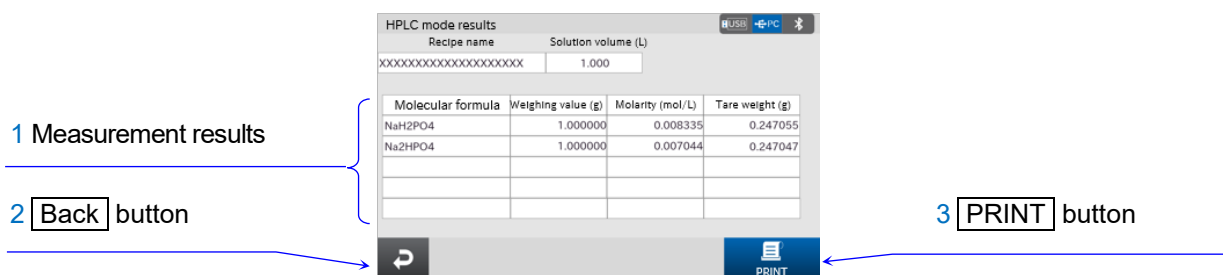 HPLC mode results
USB PC
Recipe name Solution volume (L)
XXXXXXXXXXXXXXXXXXXX 1.000
Molecular formula Weighing value (g) Molarity (mol/L) Tare weight (g)
NaH2PO4 1.000000 0.008335 0.247055
Na2HPO4 1.000000 0.007044 0.247047
1 Measurement results
2 Back button
3 PRINT button
PRINT